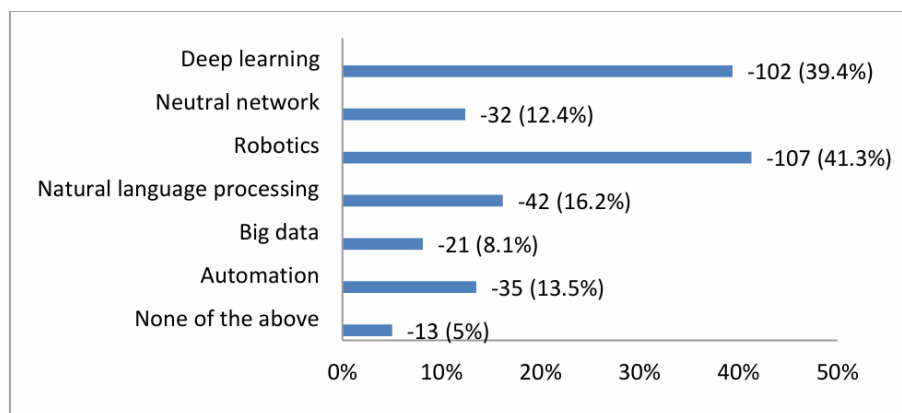 Deep learning -102 (39.4%)
Neutral network -32 (12.4%)
Robotics -107 (41.3%)
Natural language processing -42 (16.2%)
Big data -21 (8.1%)
Automation -35 (13.5%)
None of the above -13 (5%)
0% 10% 20% 30% 40% 50%